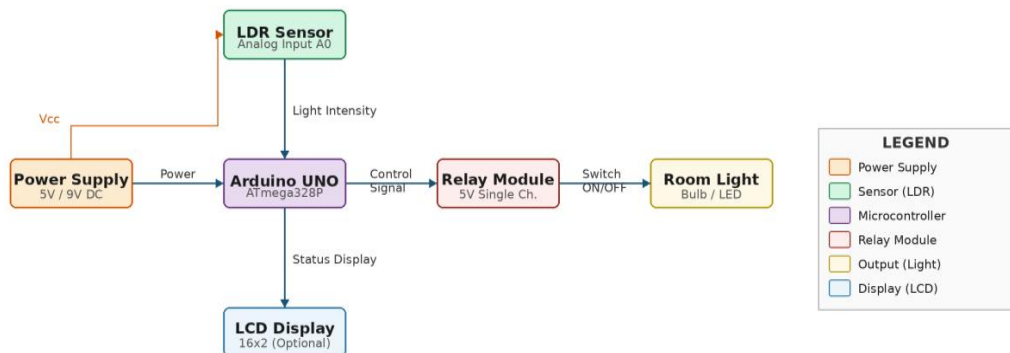 LDR Sensor
Analog Input A0
Light Intensity
Vcc
Power Supply
5V / 9V DC
Power
Arduino UNO
ATmega328P
Control
Signal
Relay Module
5V Single Ch.
Switch
ON/OFF
Room Light
Bulb / LED
Status Display
LCD Display
16x2 (Optional)
LEGEND
Power Supply
Sensor (LDR)
Microcontroller
Relay Module
Output (Light)
Display (LCD)